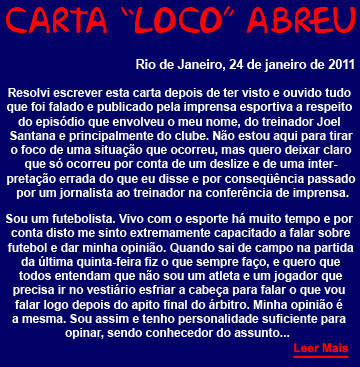 CARTA "LOCO" ABREU
Rio de Janeiro, 24 de janeiro de 2011
Resolvi escrever esta carta depois de ter visto e ouvido tudo
que foi falado e publicado pela imprensa esportiva a respeito
do episódio que envolveu o meu nome, do treinador Joel
Santana e principalmente do clube. Não estou aqui para tirar
o foco de uma situação que ocorreu, mas quero deixar claro
que só ocorreu por conta de um deslize e de uma inter-
pretação errada do que eu disse e por conseqüência passado
por um jornalista ao treinador na conferência de imprensa.
Sou um futebolista. Vivo com o esporte há muito tempo e por
conta disto me sinto extremamente capacitado a falar sobre
futebol e dar minha opinião. Quando sai de campo na partida
da última quinta-feira fiz o que sempre faço, e quero que
todos entendam que não sou um atleta e um jogador que
precisa ir no vestiário esfriar a cabeça para falar o que vou
falar logo depois do apito final do árbitro. Minha opinião é
a mesma. Sou assim e tenho personalidade suficiente para
opinar, sendo conhecedor do assunto...
Leer Mais